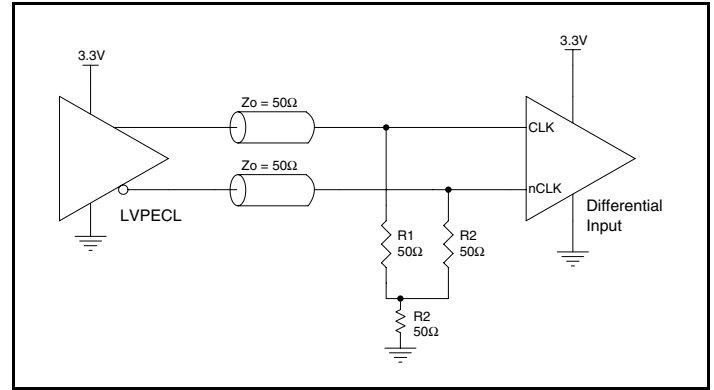 3.3V
3.3V
Zo = 50Ω
CLK
Zo = 50Ω
nCLK
LVPECL
Differential
Input
R1
50Ω
R2
50Ω
R2
50Ω